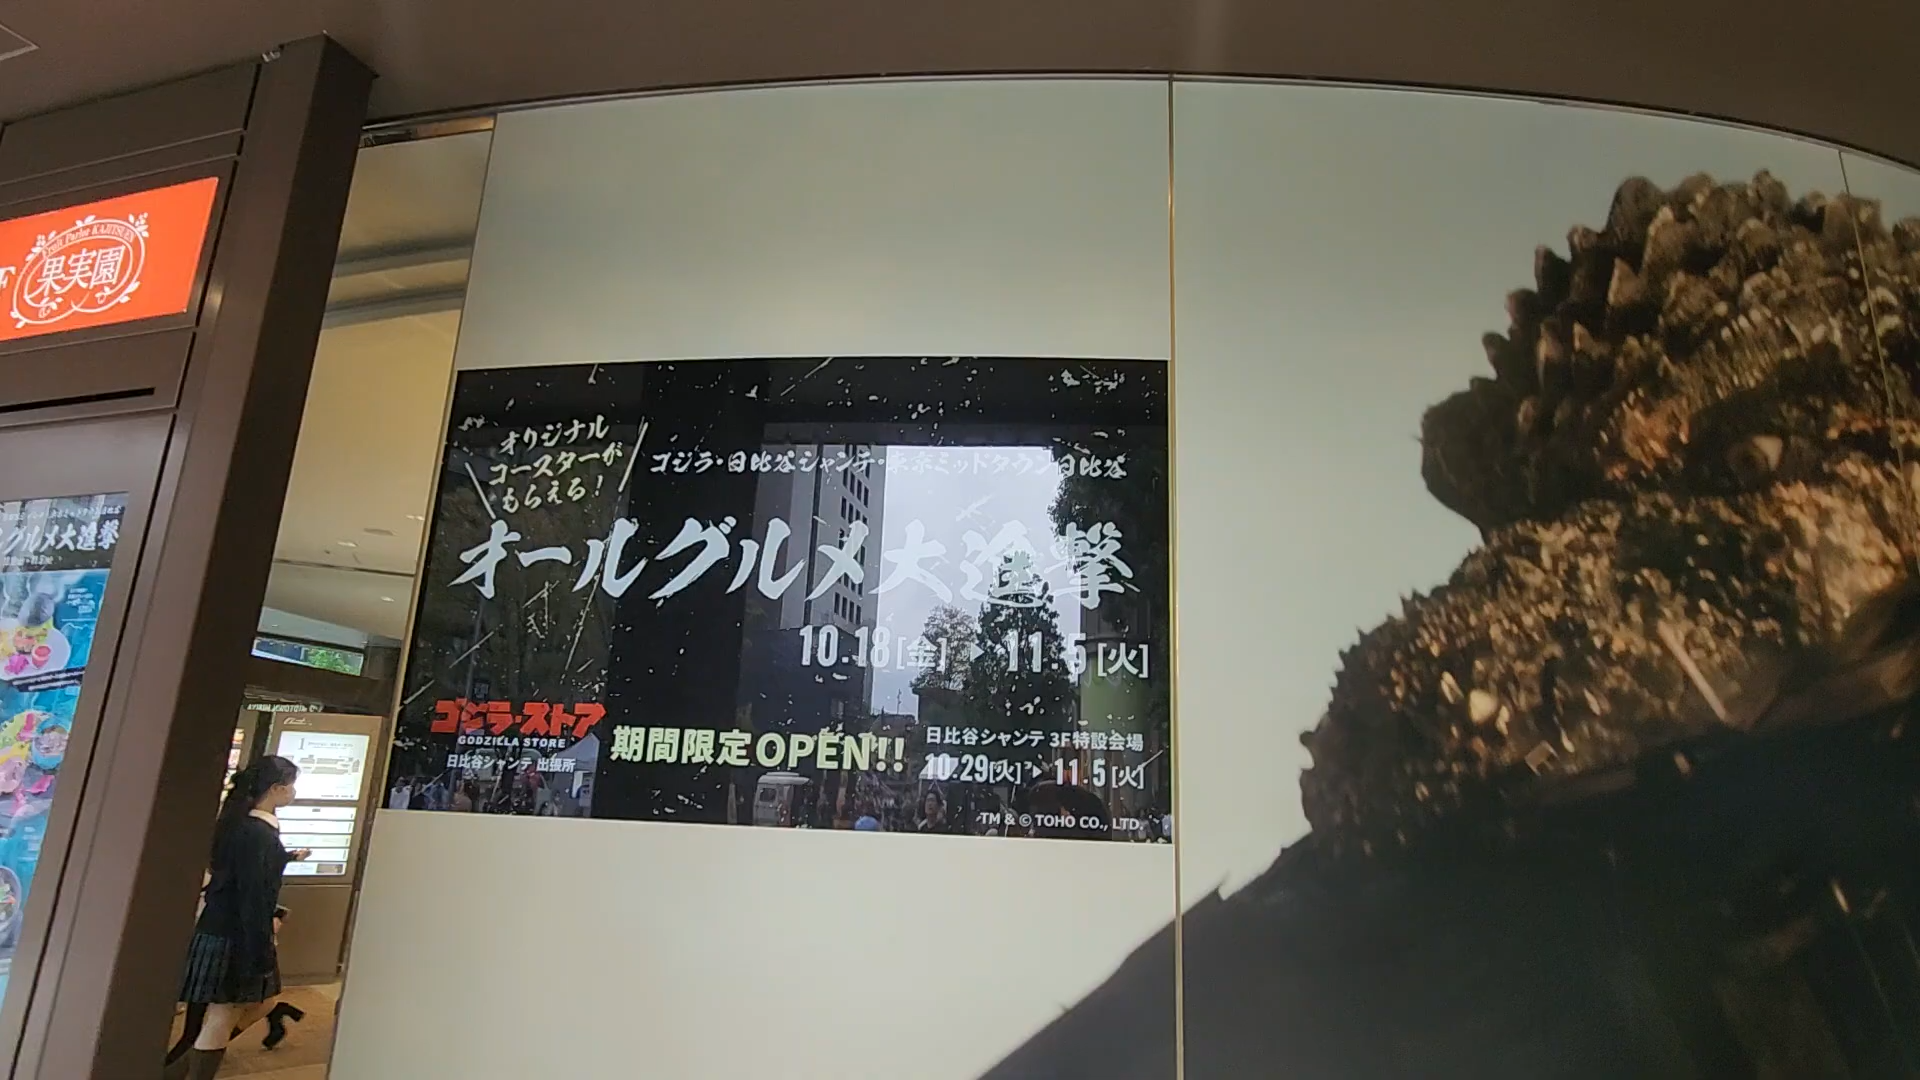 Fruit Parlor KAJITSUEN
果実園
グルメ大進撃
オリジナル
コースターが
もらえる!
ゴジラ・日比谷シャンテ・東京ミッドタウン日比谷
オールグルメ大進撃
10.18[金]▶11.5[火]
ゴジラ・ストア
GODZILLA STORE
日比谷シャンテ 出張所
期間限定OPEN!!
日比谷シャンテ 3F特設会場
10.29[火]▶11.5[火]
TM & © TOHO CO., LTD.